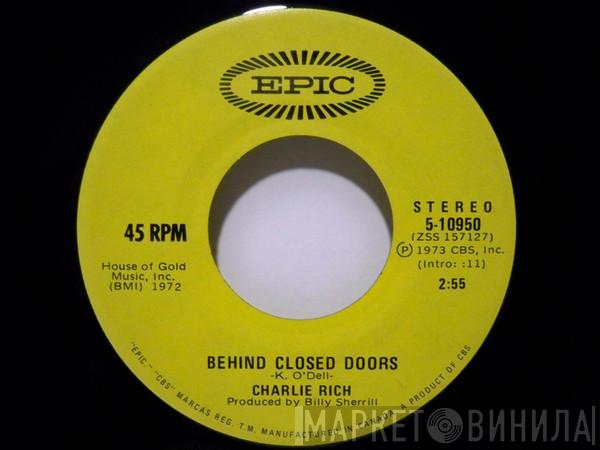 EPIC
45 RPM
House of Gold
Music, Inc.
(BMI) 1972
STEREO
5-10950
(ZSS 157127)
Ⓟ 1973 CBS, Inc.
(Intro: :11)
2:55
BEHIND CLOSED DOORS
-K. O'Dell-
CHARLIE RICH
Produced by Billy Sherrill
"EPIC," "CBS" MARCAS REG. T.M. MANUFACTURED IN CANADA. A PRODUCT OF CBS
МАРКЕТ ВИНИЛА